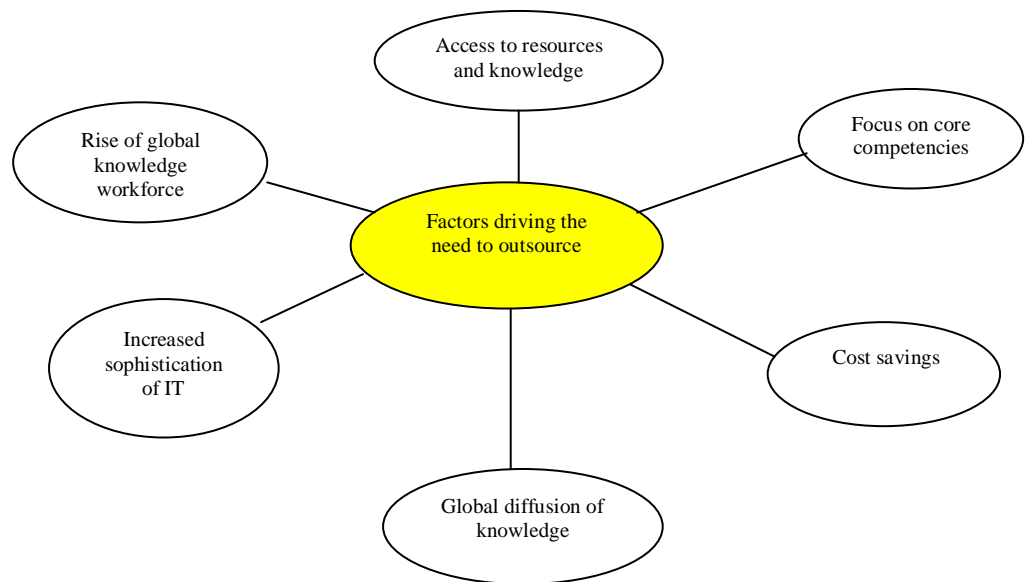 Access to resources
and knowledge
Rise of global
knowledge
workforce
Focus on core
competencies
Factors driving the
need to outsource
Increased
sophistication
of IT
Cost savings
Global diffusion of
knowledge